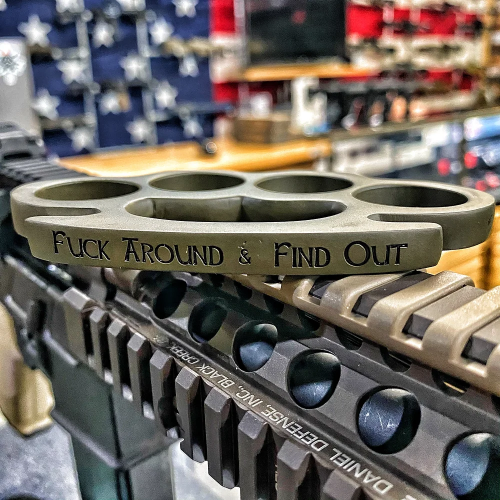 Fuck Around & Find Out
DANIEL DEFENSE, INC, BLACK CREEK